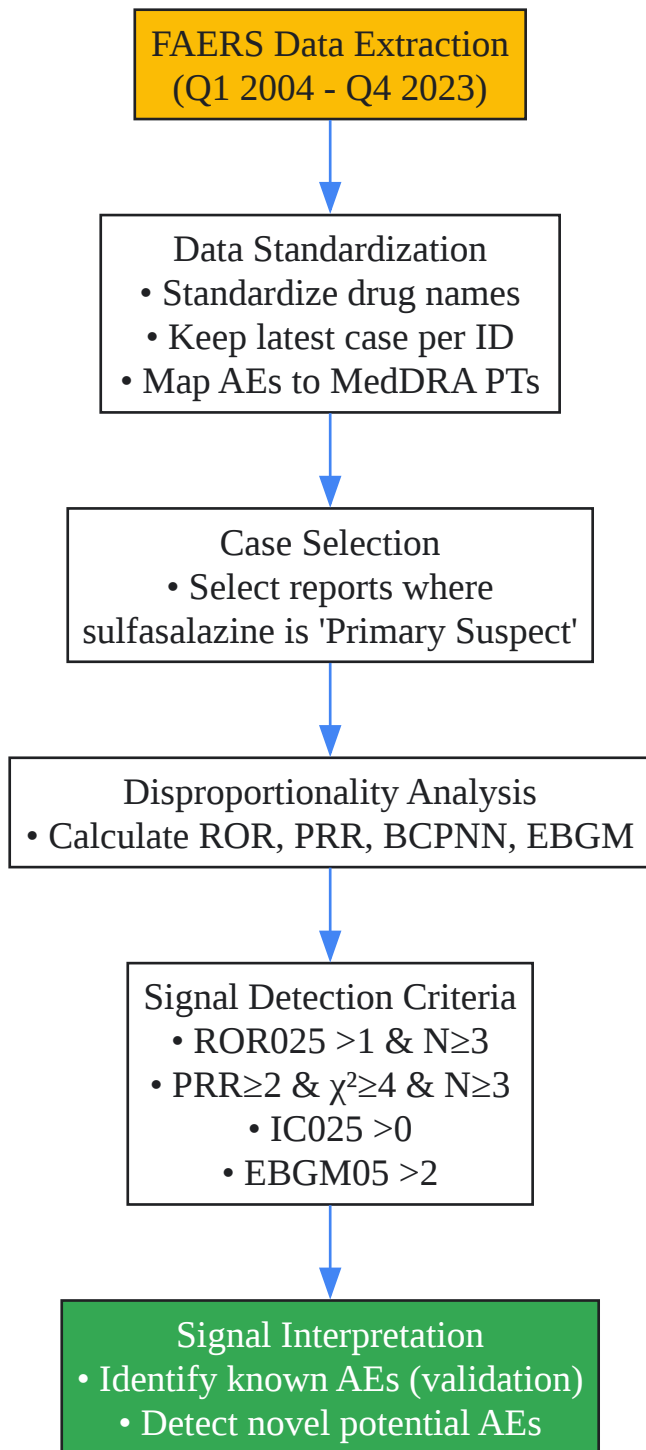 FAERS Data Extraction
(Q1 2004 - Q4 2023)
Data Standardization
• Standardize drug names
• Keep latest case per ID
• Map AEs to MedDRA PTs
Case Selection
• Select reports where
sulfasalazine is 'Primary Suspect'
Disproportionality Analysis
• Calculate ROR, PRR, BCPNN, EBGM
Signal Detection Criteria
• ROR025 >1 & N≥3
• PRR≥2 & χ²≥4 & N≥3
• IC025 >0
• EBGM05 >2
Signal Interpretation
• Identify known AEs (validation)
• Detect novel potential AEs